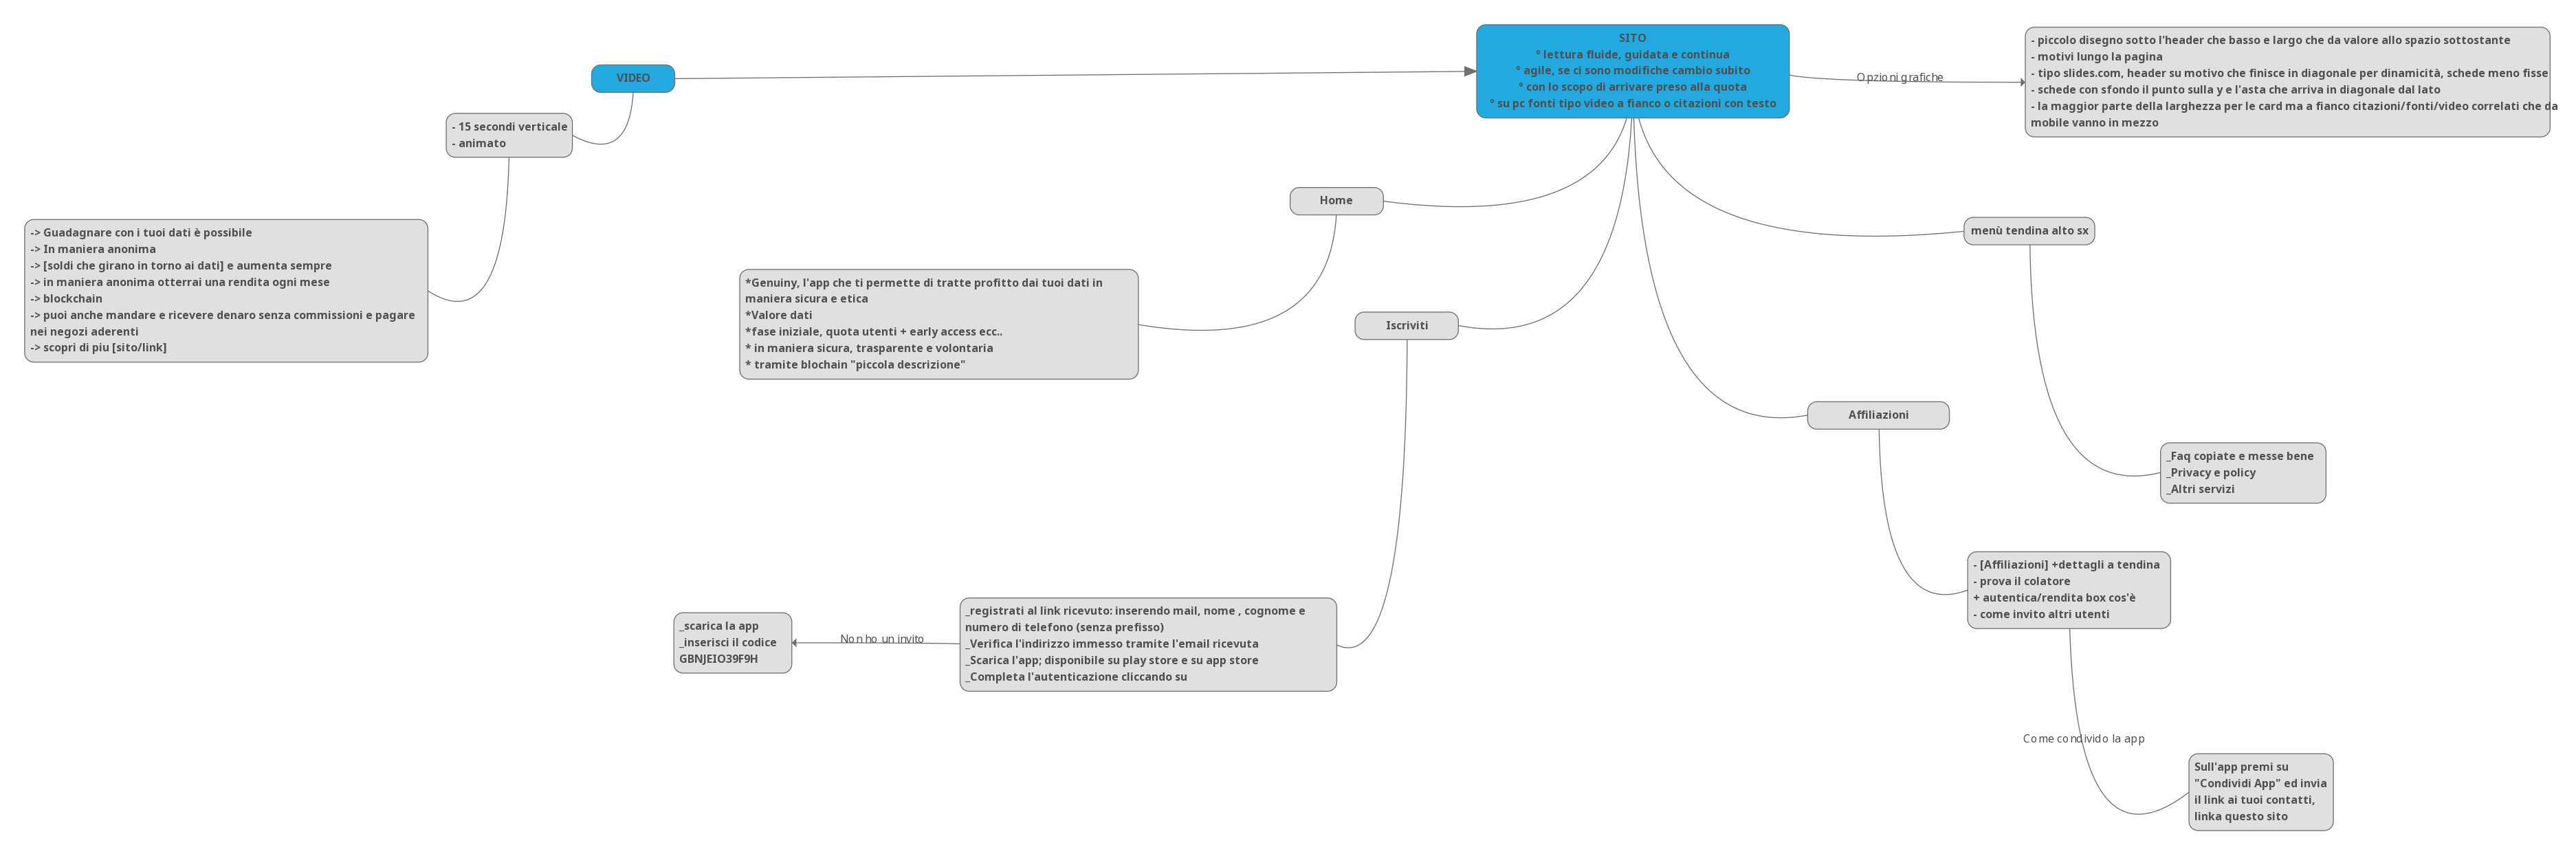 VIDEO
- 15 secondi verticale
- animato
-> Guadagnare con i tuoi dati è possibile
-> In maniera anonima
-> [soldi che girano in torno ai dati] e aumenta sempre
-> in maniera anonima otterrai una rendita ogni mese
-> blockchain
-> puoi anche mandare e ricevere denaro senza commissioni e pagare
nei negozi aderenti
-> scopri di piu [sito/link]
SITO
° lettura fluide, guidata e continua
° agile, se ci sono modifiche cambio subito
° con lo scopo di arrivare preso alla quota
° su pc fonti tipo video a fianco o citazioni con testo
Opzioni grafiche
- piccolo disegno sotto l'header che basso e largo che da valore allo spazio sottostante
- motivi lungo la pagina
- tipo slides.com, header su motivo che finisce in diagonale per dinamicità, schede meno fisse
- schede con sfondo il punto sulla y e l'asta che arriva in diagonale dal lato
- la maggior parte della larghezza per le card ma a fianco citazioni/fonti/video correlati che da
mobile vanno in mezzo
Home
*Genuiny, l'app che ti permette di tratte profitto dai tuoi dati in
maniera sicura e etica
*Valore dati
*fase iniziale, quota utenti + early access ecc..
* in maniera sicura, trasparente e volontaria
* tramite blochain "piccola descrizione"
Iscriviti
_registrati al link ricevuto: inserendo mail, nome , cognome e
numero di telefono (senza prefisso)
_Verifica l'indirizzo immesso tramite l'email ricevuta
_Scarica l'app; disponibile su play store e su app store
_Completa l'autenticazione cliccando su
Non ho un invito
_scarica la app
_inserisci il codice
GBNJEIO39F9H
menù tendina alto sx
_Faq copiate e messe bene
_Privacy e policy
_Altri servizi
Affiliazioni
- [Affiliazioni] +dettagli a tendina
- prova il colatore
+ autentica/rendita box cos'è
- come invito altri utenti
Come condivido la app
Sull'app premi su
"Condividi App" ed invia
il link ai tuoi contatti,
linka questo sito